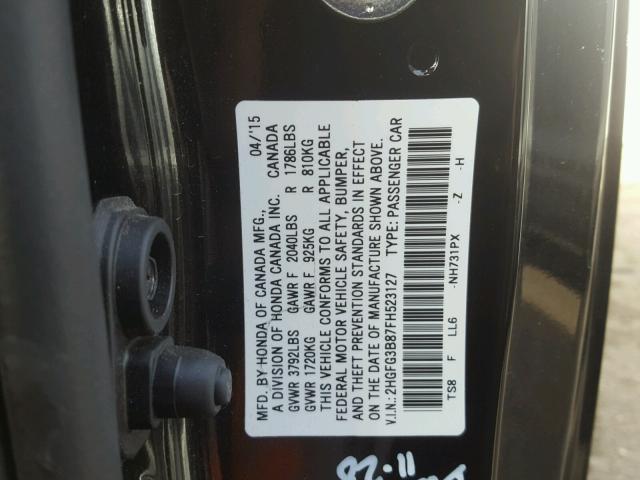 MFD. BY HONDA OF CANADA MFG., 04/'15
A DIVISION OF HONDA CANADA INC. CANADA
GVWR 3792LBS GAWR F 2040LBS R 1786LBS
GVWR 1720KG GAWR F 925KG R 810KG
THIS VEHICLE CONFORMS TO ALL APPLICABLE
FEDERAL MOTOR VEHICLE SAFETY, BUMPER,
AND THEFT PREVENTION STANDARDS IN EFFECT
ON THE DATE OF MANUFACTURE SHOWN ABOVE.
V.I.N.: 2HGFG3B87FH523127 TYPE: PASSENGER CAR
TS8 F LL6 -NH731PX -Z -H